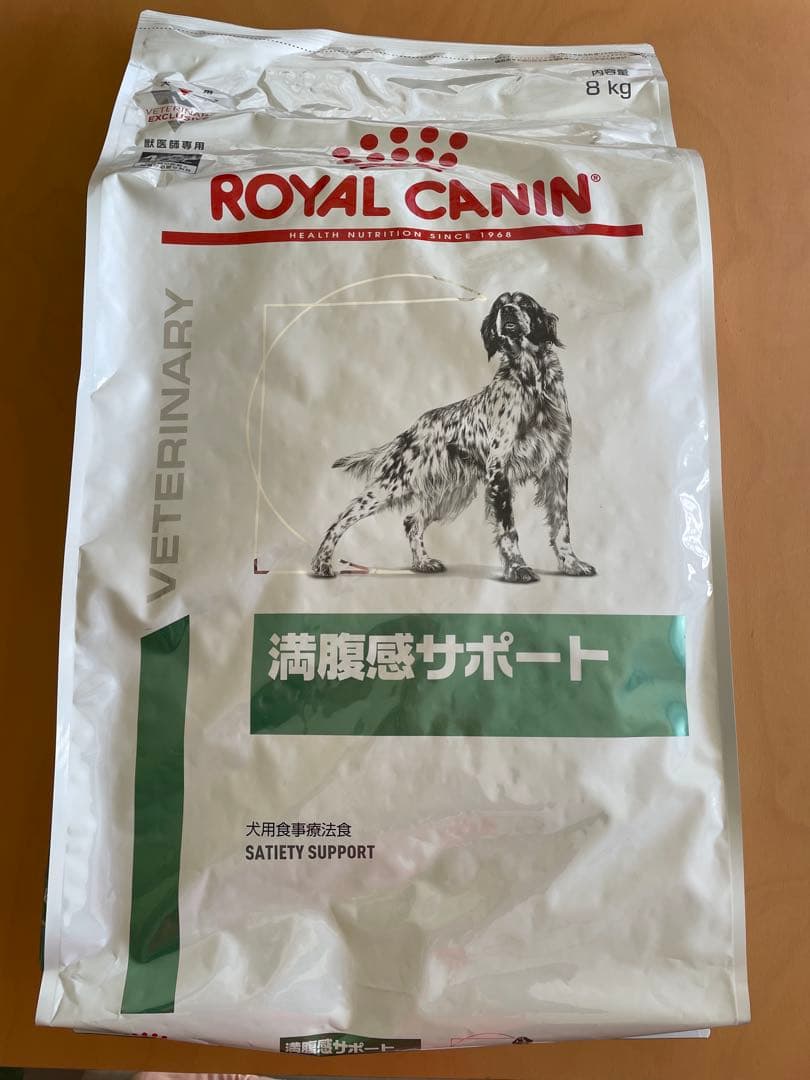 内容量
8 kg
犬 用
VETERINARY
EXCLUSIVE
獣医師専用
ROYAL CANIN®
HEALTH NUTRITION SINCE 1968
VETERINARY
満腹感サポート
犬用食事療法食
SATIETY SUPPORT
満腹感サポート